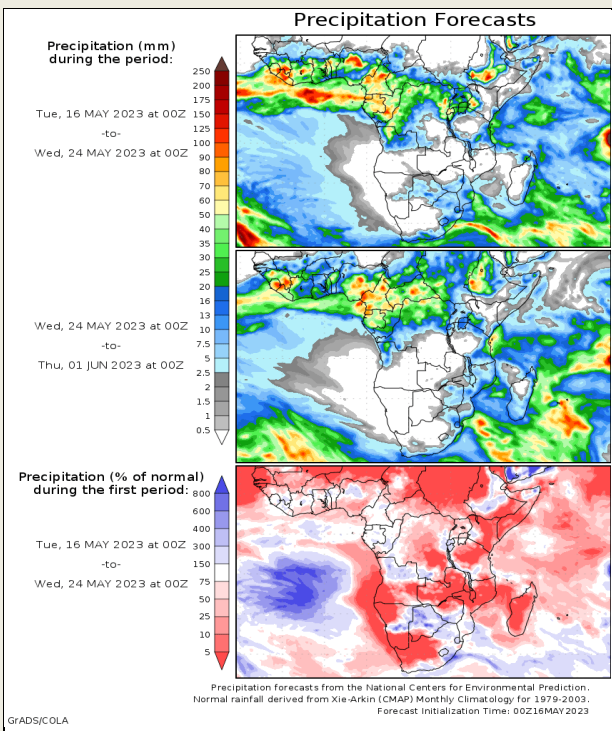 Precipitation Forecasts
Precipitation (mm)
during the period:
Tue, 16 MAY 2023 at 00Z
-to-
Wed, 24 MAY 2023 at 00Z
250
200
175
150
125
100
90
80
70
60
50
40
35
30
25
20
16
13
10
7.5
5
2.5
2
1.5
1
0.5
Wed, 24 MAY 2023 at 00Z
-to-
Thu, 01 JUN 2023 at 00Z
Precipitation (% of normal)
during the first period:
Tue, 16 MAY 2023 at 00Z
-to-
Wed, 24 MAY 2023 at 00Z
800
600
400
300
150
75
50
25
10
5
Precipitation forecasts from the National Centers for Environmental Prediction.
Normal rainfall derived from Xie-Arkin (CMAP) Monthly Climatology for 1979-2003.
Forecast Initialization Time: 00Z16MAY2023
GrADS/COLA